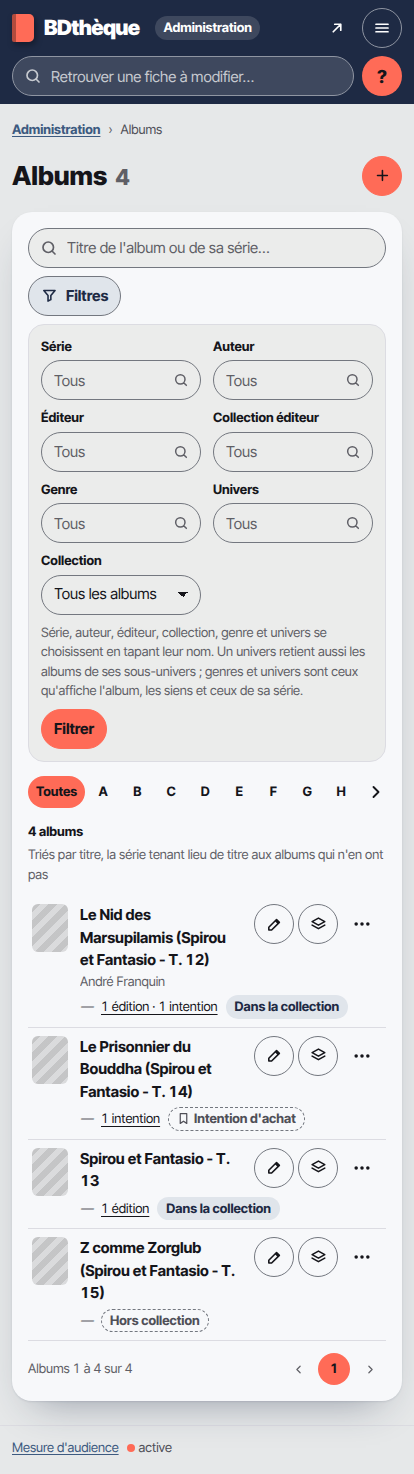 BDthèque Administration
Retrouver une fiche à modifier... ?
Administration › Albums
Albums 4 +
Titre de l'album ou de sa série...
Filtres
Série Auteur
Tous Tous
Éditeur Collection éditeur
Tous Tous
Genre Univers
Tous Tous
Collection
Tous les albums
Série, auteur, éditeur, collection, genre et univers se
choisissent en tapant leur nom. Un univers retient aussi les
albums de ses sous-univers ; genres et univers sont ceux
qu'affiche l'album, les siens et ceux de sa série.
Filtrer
Toutes A B C D E F G H
4 albums
Triés par titre, la série tenant lieu de titre aux albums qui n'en ont
pas
Le Nid des
Marsupilamis (Spirou
et Fantasio - T. 12)
André Franquin
— 1 édition · 1 intention Dans la collection
Le Prisonnier du
Bouddha (Spirou et
Fantasio - T. 14)
— 1 intention Intention d'achat
Spirou et Fantasio - T.
13
— 1 édition Dans la collection
Z comme Zorglub
(Spirou et Fantasio - T.
15)
— Hors collection
Albums 1 à 4 sur 4 ‹ 1 ›
Mesure d'audience active